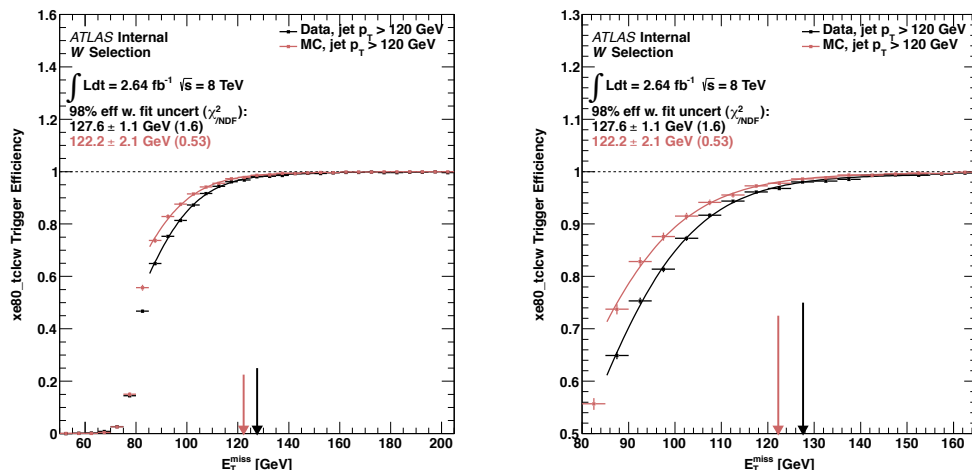 ATLAS Internal
W Selection
Data, jet p_T > 120 GeV
MC, jet p_T > 120 GeV
∫ Ldt = 2.64 fb⁻¹ √s = 8 TeV
98% eff w. fit uncert (χ²/NDF):
127.6 ± 1.1 GeV (1.6)
122.2 ± 2.1 GeV (0.53)
xe80_tclcw Trigger Efficiency
1.6
1.4
1.2
1
0.8
0.6
0.4
0.2
0
60 80 100 120 140 160 180 200
E_T^miss [GeV]
ATLAS Internal
W Selection
Data, jet p_T > 120 GeV
MC, jet p_T > 120 GeV
∫ Ldt = 2.64 fb⁻¹ √s = 8 TeV
98% eff w. fit uncert (χ²/NDF):
127.6 ± 1.1 GeV (1.6)
122.2 ± 2.1 GeV (0.53)
xe80_tclcw Trigger Efficiency
1.3
1.2
1.1
1
0.9
0.8
0.7
0.6
0.5
80 90 100 110 120 130 140 150 160
E_T^miss [GeV]